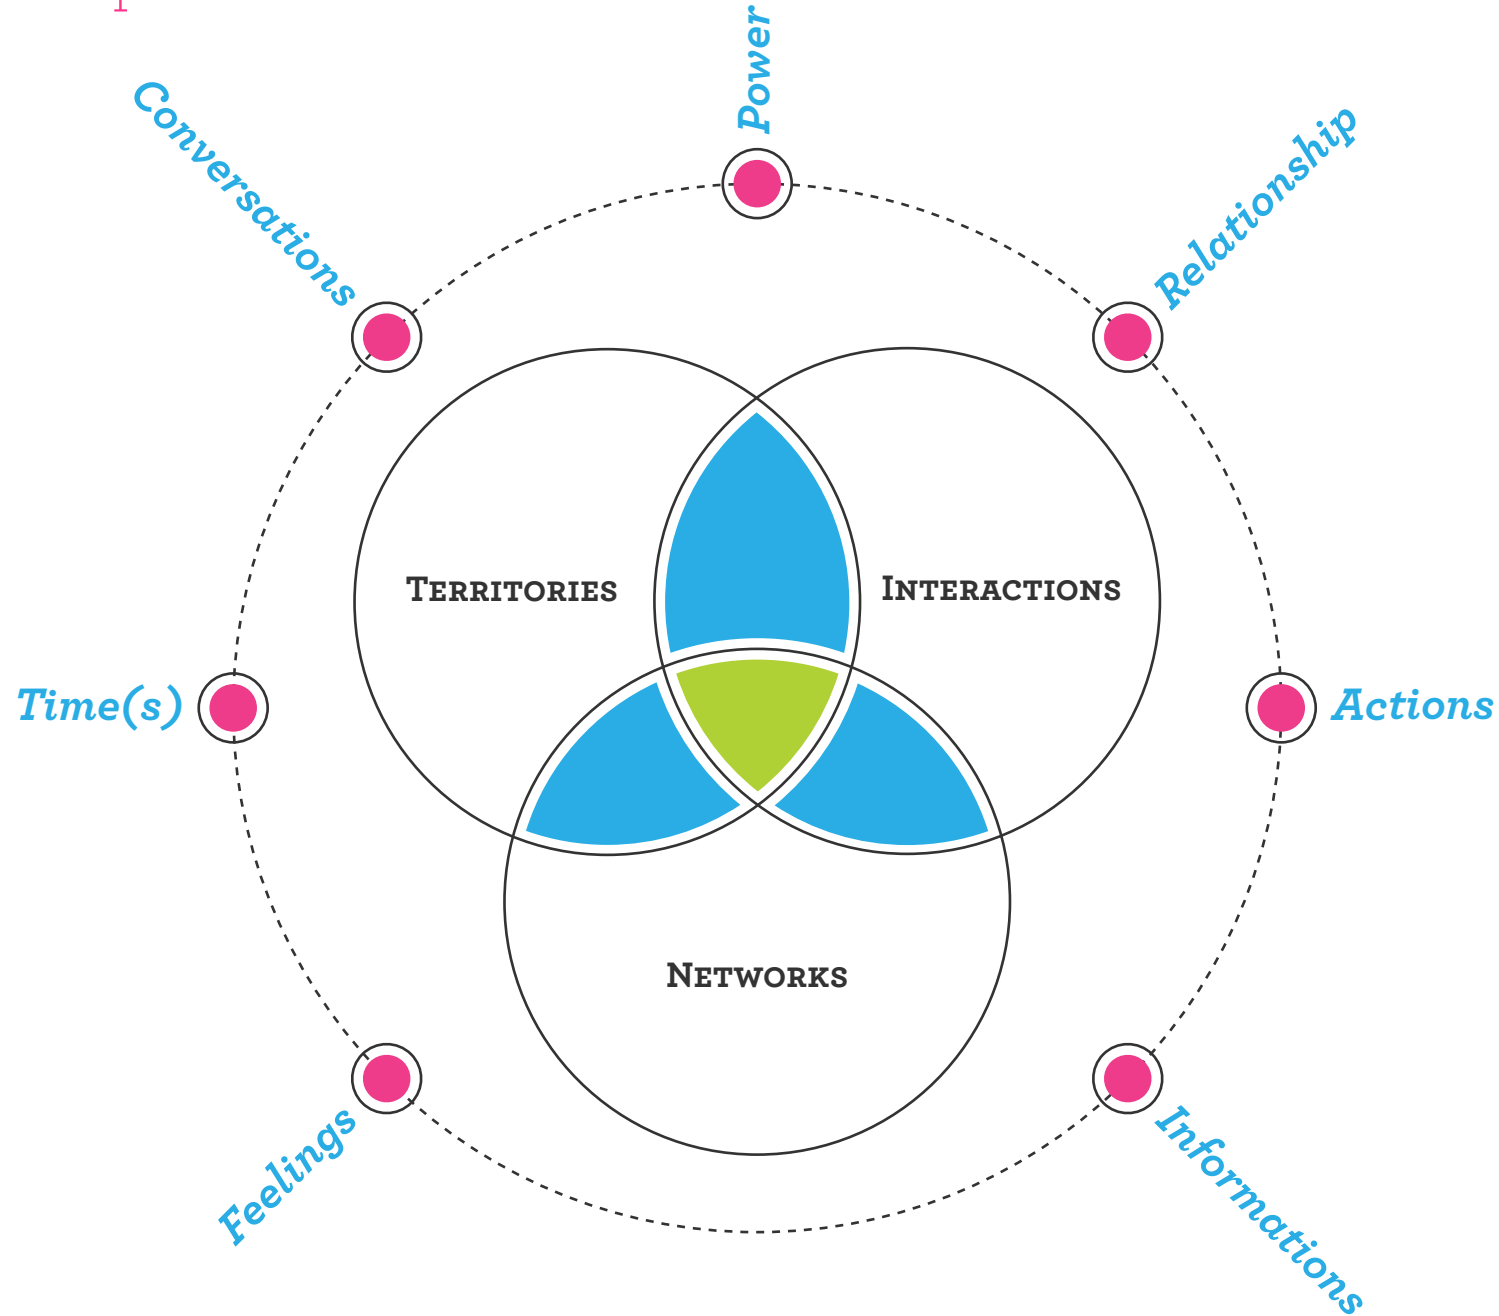 Power
Conversations
Relationship
TERRITORIES
INTERACTIONS
Time(s)
Actions
NETWORKS
Feelings
Informations